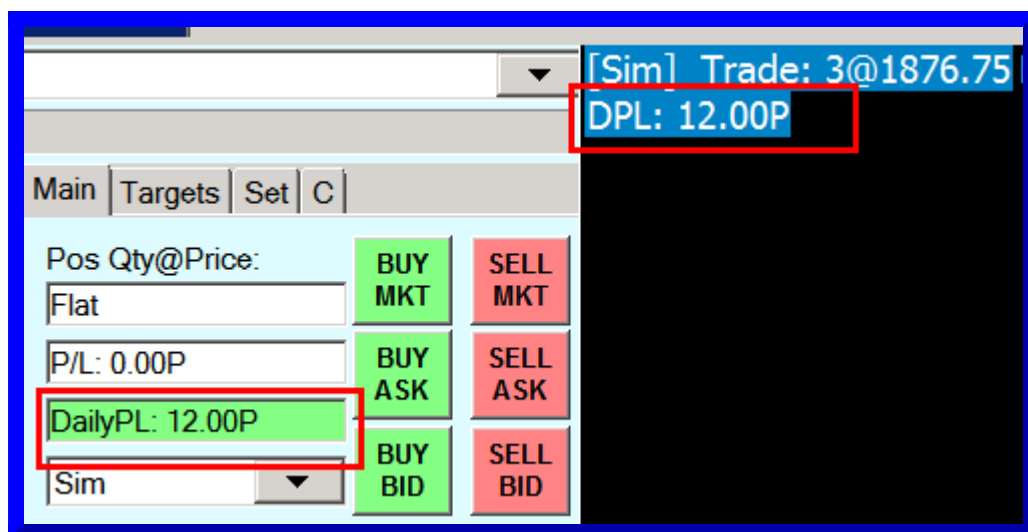 [Sim] Trade: 3@1876.75
DPL: 12.00P
Main Targets Set C
Pos Qty@Price:
Flat
P/L: 0.00P
DailyPL: 12.00P
Sim
BUY
MKT
SELL
MKT
BUY
ASK
SELL
ASK
BUY
BID
SELL
BID